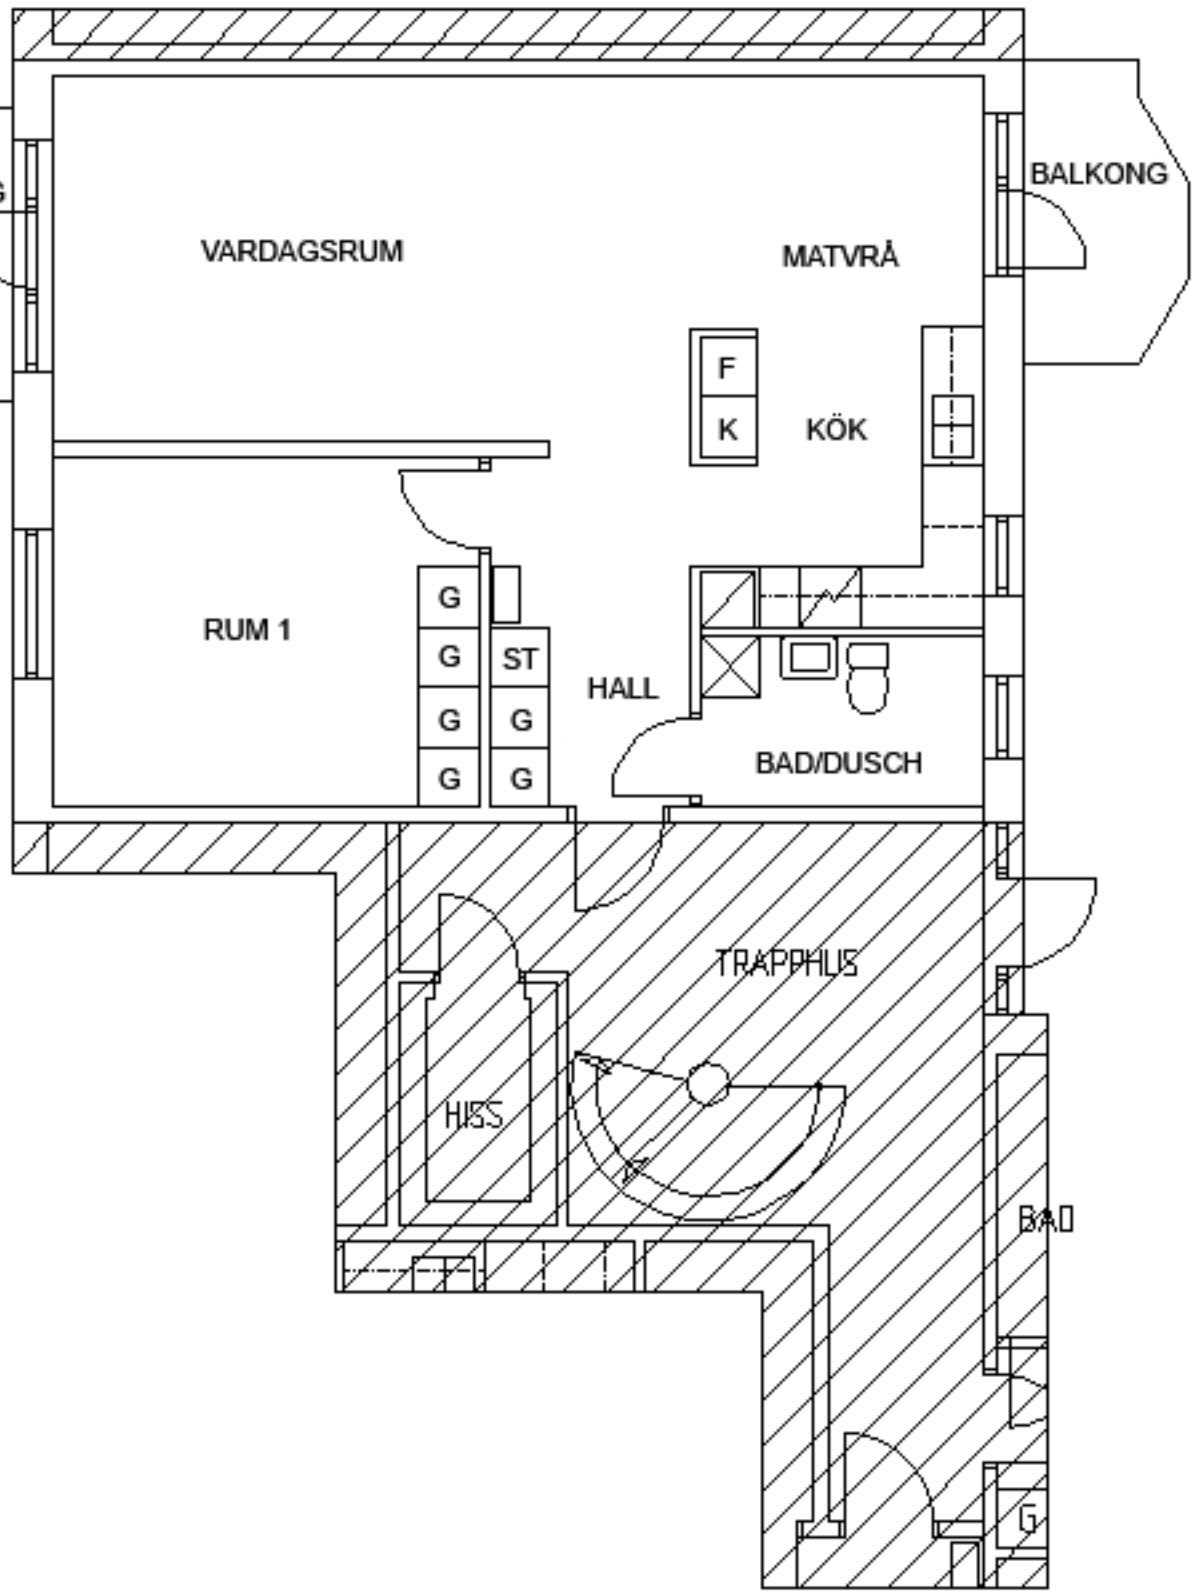 BALKONG
G
VARDAGSRUM
MATVRÅ
F
K
KÖK
G
RUM 1
G
ST
HALL
G
G
BAD/DUSCH
G
G
TRAPPHUS
HISS
BAD
G